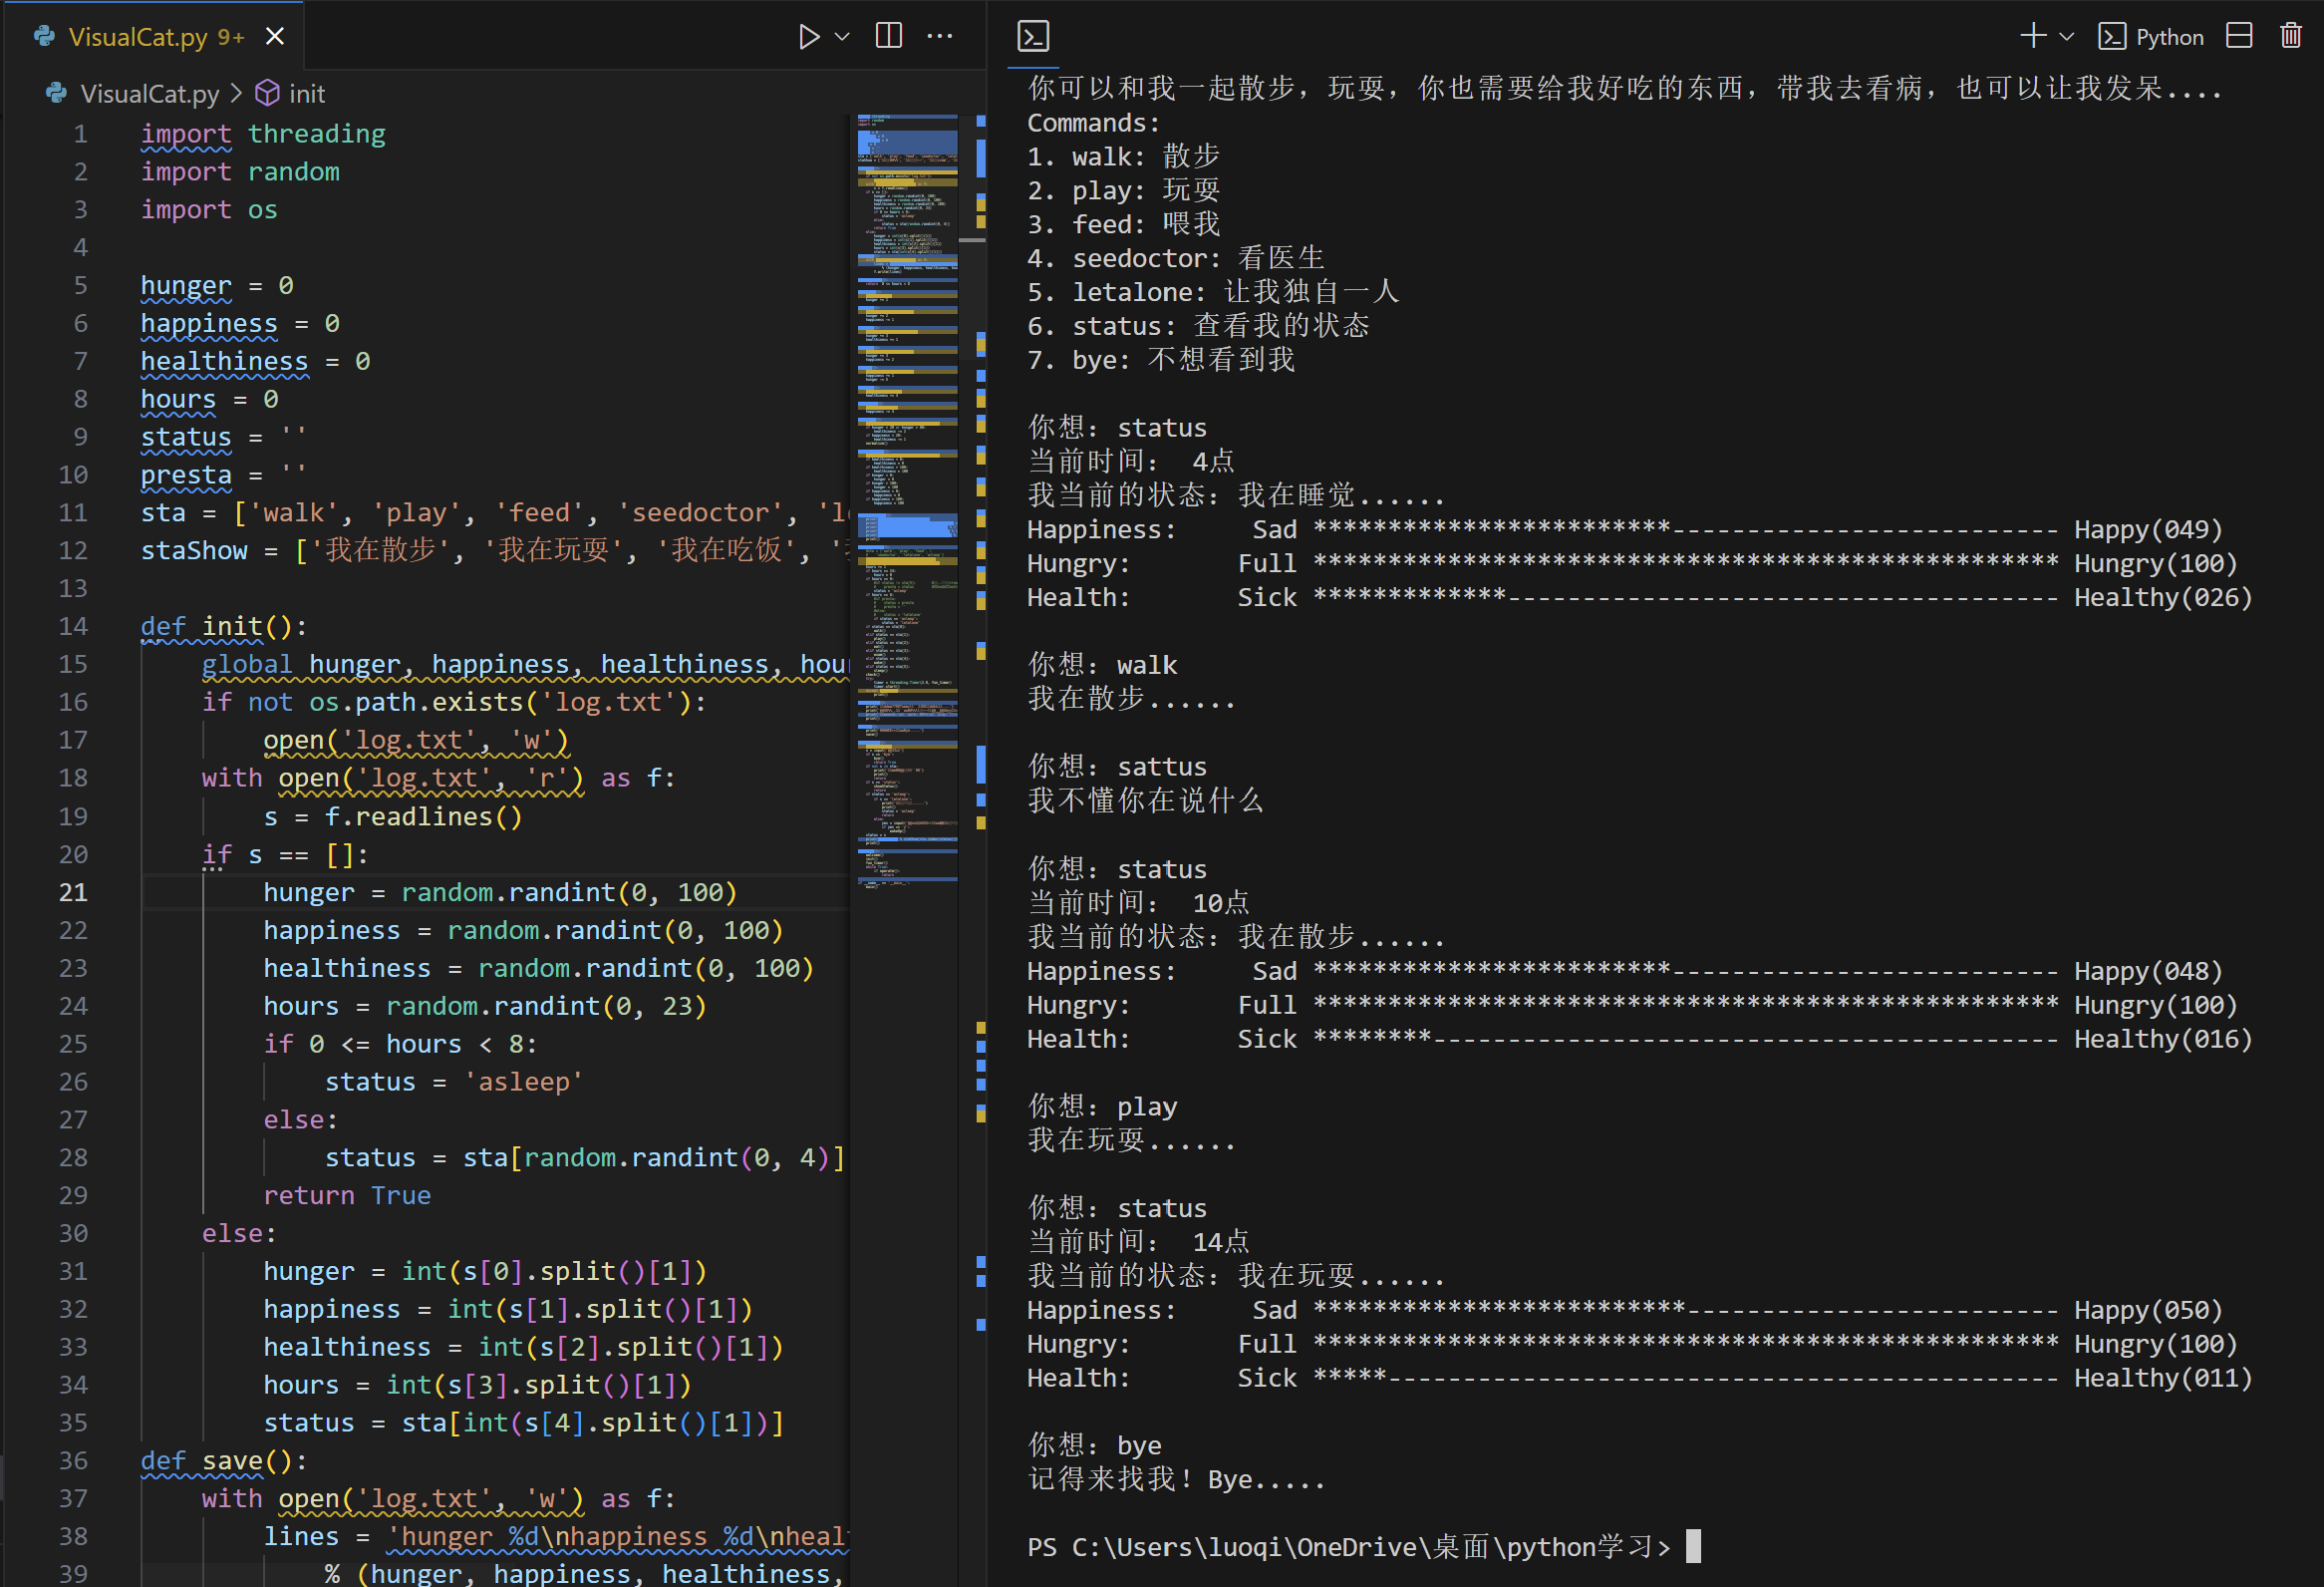 VisualCat.py 9+
VisualCat.py > init
1 import threading
2 import random
3 import os
4
5 hunger = 0
6 happiness = 0
7 healthiness = 0
8 hours = 0
9 status = ''
10 presta = ''
11 sta = ['walk', 'play', 'feed', 'seedoctor', 'l
12 staShow = ['我在散步', '我在玩耍', '我在吃饭', '
13
14 def init():
15     global hunger, happiness, healthiness, hou
16     if not os.path.exists('log.txt'):
17         open('log.txt', 'w')
18     with open('log.txt', 'r') as f:
19         s = f.readlines()
20     if s == []:
21         hunger = random.randint(0, 100)
22         happiness = random.randint(0, 100)
23         healthiness = random.randint(0, 100)
24         hours = random.randint(0, 23)
25         if 0 <= hours < 8:
26             status = 'asleep'
27         else:
28             status = sta[random.randint(0, 4)]
29         return True
30     else:
31         hunger = int(s[0].split()[1])
32         happiness = int(s[1].split()[1])
33         healthiness = int(s[2].split()[1])
34         hours = int(s[3].split()[1])
35         status = sta[int(s[4].split()[1])]
36 def save():
37     with open('log.txt', 'w') as f:
38         lines = 'hunger %d\nhappiness %d\nheal
39             % (hunger, happiness, healthiness,
Python
你可以和我一起散步，玩耍，你也需要给我好吃的东西，带我去看病，也可以让我发呆....
Commands:
1. walk: 散步
2. play: 玩耍
3. feed: 喂我
4. seedoctor: 看医生
5. letalone: 让我独自一人
6. status: 查看我的状态
7. bye: 不想看到我
你想：status
当前时间： 4点
我当前的状态：我在睡觉......
Happiness:     Sad ************************-------------------------- Happy(049)
Hungry:       Full ************************************************** Hungry(100)
Health:       Sick *************------------------------------------- Healthy(026)
你想：walk
我在散步......
你想：sattus
我不懂你在说什么
你想：status
当前时间： 10点
我当前的状态：我在散步......
Happiness:     Sad ************************-------------------------- Happy(048)
Hungry:       Full ************************************************** Hungry(100)
Health:       Sick ********------------------------------------------ Healthy(016)
你想：play
我在玩耍......
你想：status
当前时间： 14点
我当前的状态：我在玩耍......
Happiness:     Sad *************************------------------------- Happy(050)
Hungry:       Full ************************************************** Hungry(100)
Health:       Sick *****--------------------------------------------- Healthy(011)
你想：bye
记得来找我！Bye.....
PS C:\Users\luoqi\OneDrive\桌面\python学习>